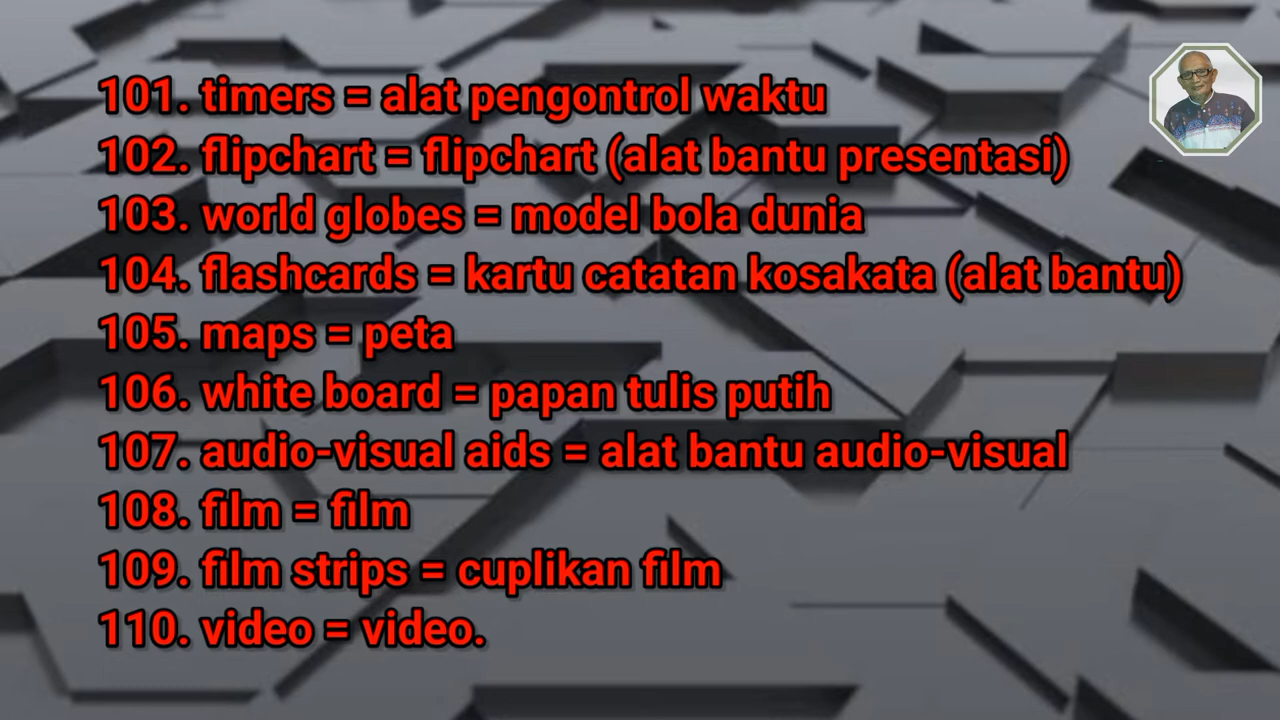 101. timers = alat pengontrol waktu
102. flipchart = flipchart (alat bantu presentasi)
103. world globes = model bola dunia
104. flashcards = kartu catatan kosakata (alat bantu)
105. maps = peta
106. white board = papan tulis putih
107. audio-visual aids = alat bantu audio-visual
108. film = film
109. film strips = cuplikan film
110. video = video.